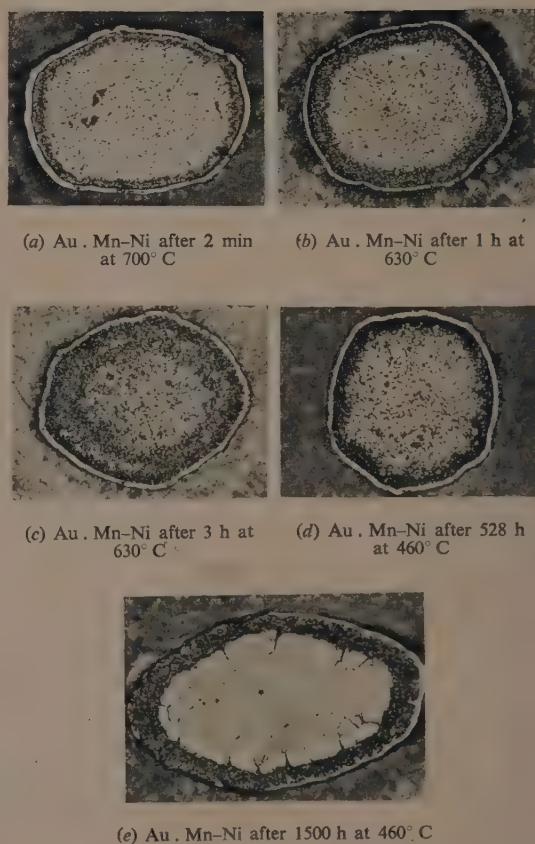 (a) Au . Mn-Ni after 2 min
at 700° C
(b) Au . Mn-Ni after 1 h at
630° C
(c) Au . Mn-Ni after 3 h at
630° C
(d) Au . Mn-Ni after 528 h
at 460° C
(e) Au . Mn-Ni after 1500 h at 460° C